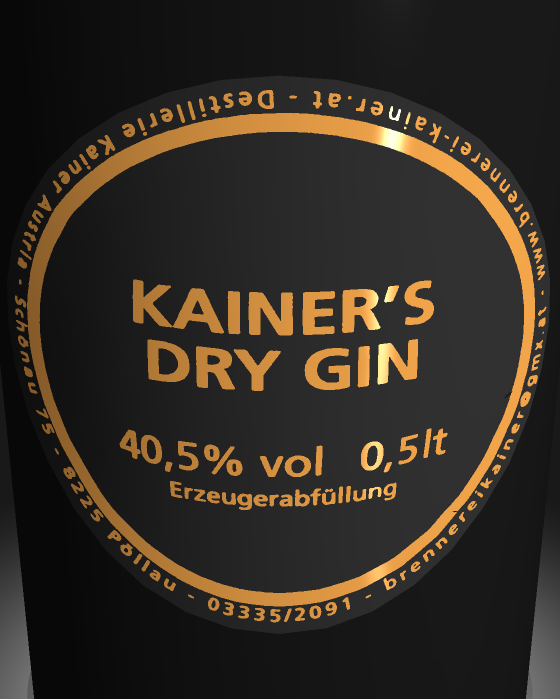 KAINER'S
DRY GIN
40,5% vol 0,5lt
Erzeugerabfüllung
Destillerie Kainer Austria - Schönau 75 - 8225 Pöllau - 03335/2091 - brennereikainer@gmx.at - www.brennerei-kainer.at -